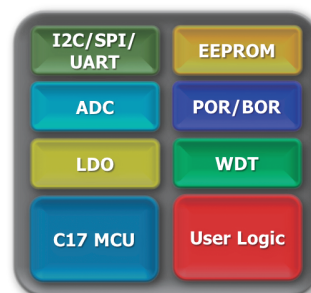 I2C/SPI/
UART
EEPROM
ADC
POR/BOR
LDO
WDT
C17 MCU
User Logic